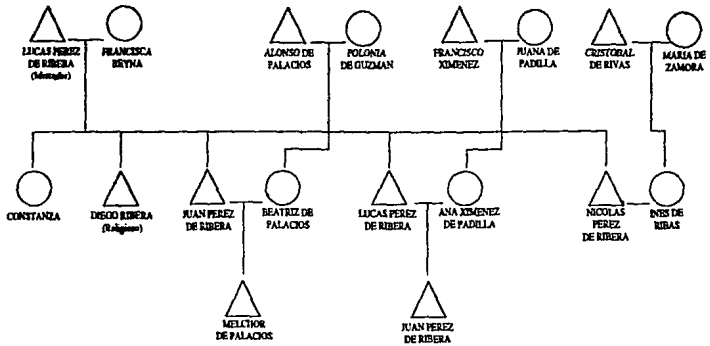 LUCAS PEREZ
DE RIBERA
FRANCISCA
REYNA
ALONSO DE
PALACIOS
POLONIA
DE GUZMAN
FRANCISCO
XIMENEZ
JUANA DE
PADILLA
CRISTOBAL
DE RIVAS
MARIA DE
ZAMORA
CONSTANZA
DIEGO RIBERA
(Religioso)
JUAN PEREZ
DE RIBERA
BEATRIZ DE
PALACIOS
LUCAS PEREZ
DE RIBERA
ANA XIMENEZ
DE PADILLA
NICOLAS
PEREZ
DE RIBERA
INES DE
RIBAS
MELCHOR
DE PALACIOS
JUAN PEREZ
DE RIBERA